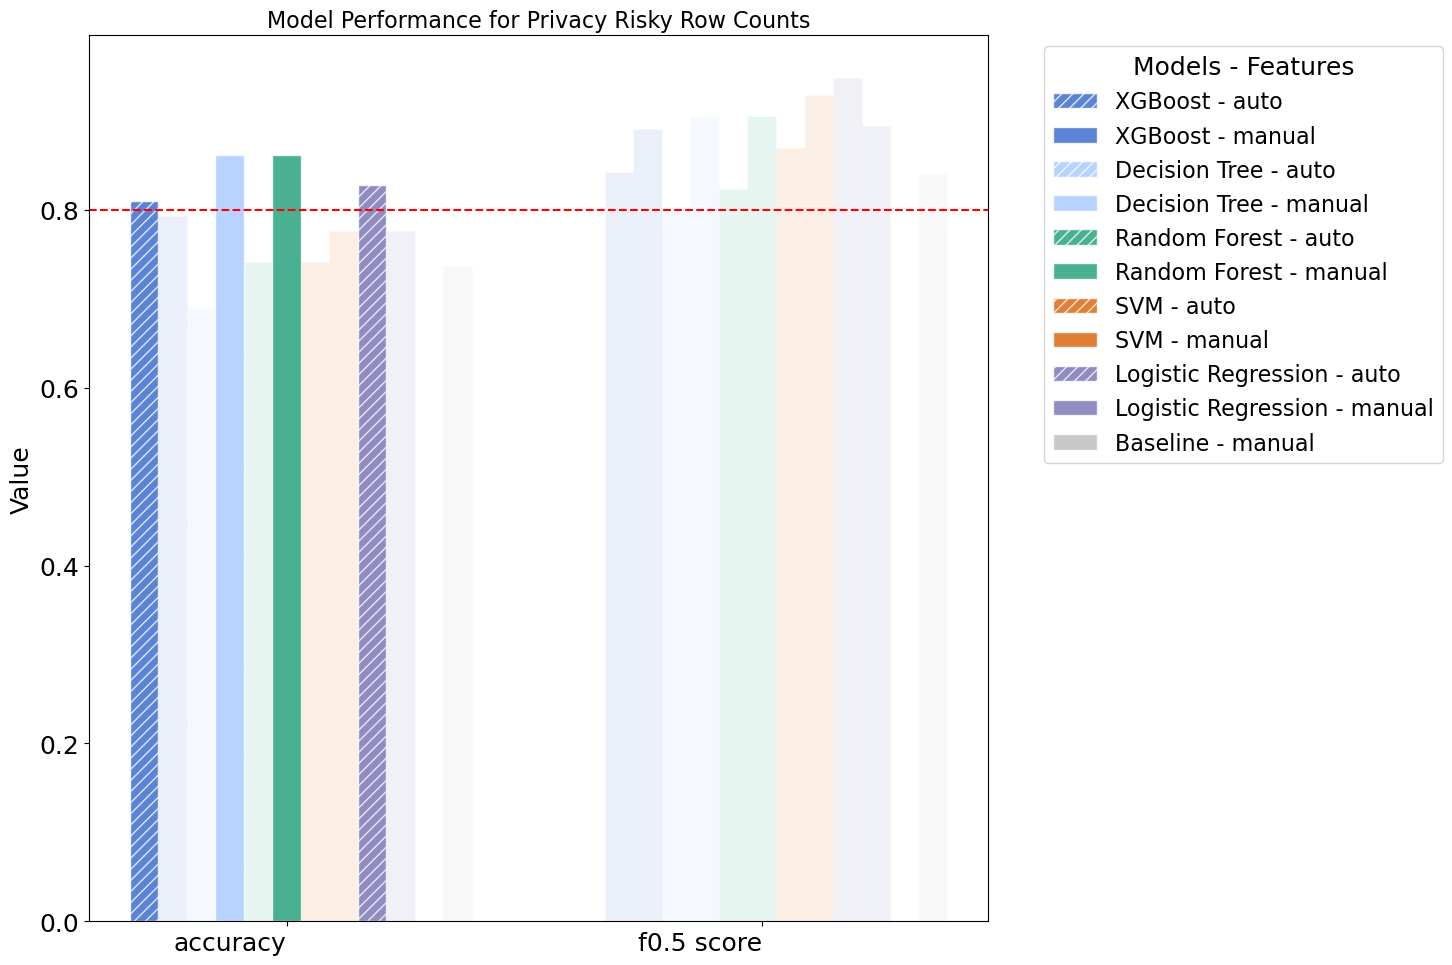 Model Performance for Privacy Risky Row Counts
Models - Features
XGBoost - auto
XGBoost - manual
Decision Tree - auto
Decision Tree - manual
Random Forest - auto
Random Forest - manual
SVM - auto
SVM - manual
Logistic Regression - auto
Logistic Regression - manual
Baseline - manual
Value
0.8
0.6
0.4
0.2
0.0
accuracy
f0.5 score